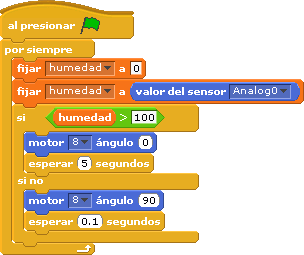 al presionar
por siempre
fijar humedad a 0
fijar humedad a valor del sensor Analog0
si humedad > 100
motor 8 ángulo 0
esperar 5 segundos
si no
motor 8 ángulo 90
esperar 0.1 segundos